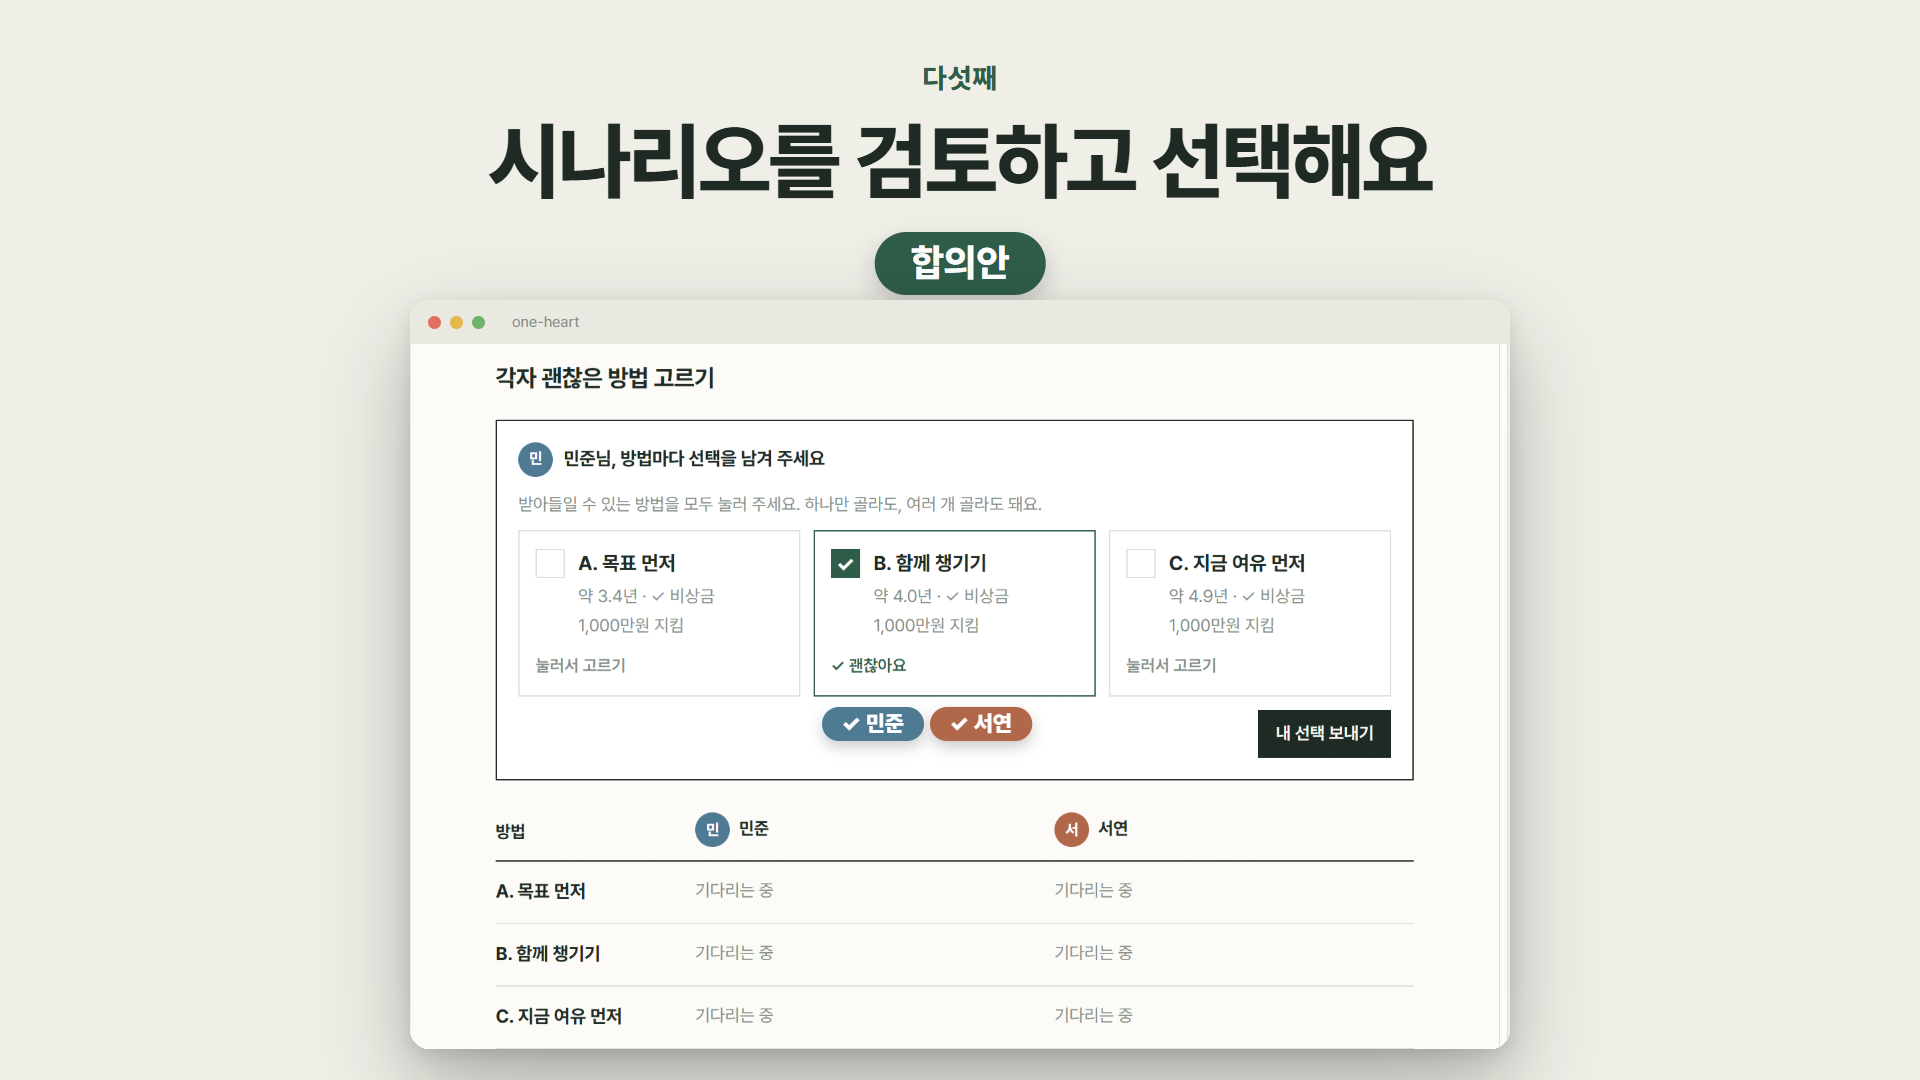 다섯째
시나리오를 검토하고 선택해요
합의안
one-heart
각자 괜찮은 방법 고르기
민 민준님, 방법마다 선택을 남겨 주세요
받아들일 수 있는 방법을 모두 눌러 주세요. 하나만 골라도, 여러 개 골라도 돼요.
A. 목표 먼저
약 3.4년 · ✓ 비상금
1,000만원 지킴
눌러서 고르기
B. 함께 챙기기
약 4.0년 · ✓ 비상금
1,000만원 지킴
✓ 괜찮아요
C. 지금 여유 먼저
약 4.9년 · ✓ 비상금
1,000만원 지킴
눌러서 고르기
✓ 민준 ✓ 서연
내 선택 보내기
방법 민 민준 서 서연
A. 목표 먼저 기다리는 중 기다리는 중
B. 함께 챙기기 기다리는 중 기다리는 중
C. 지금 여유 먼저 기다리는 중 기다리는 중